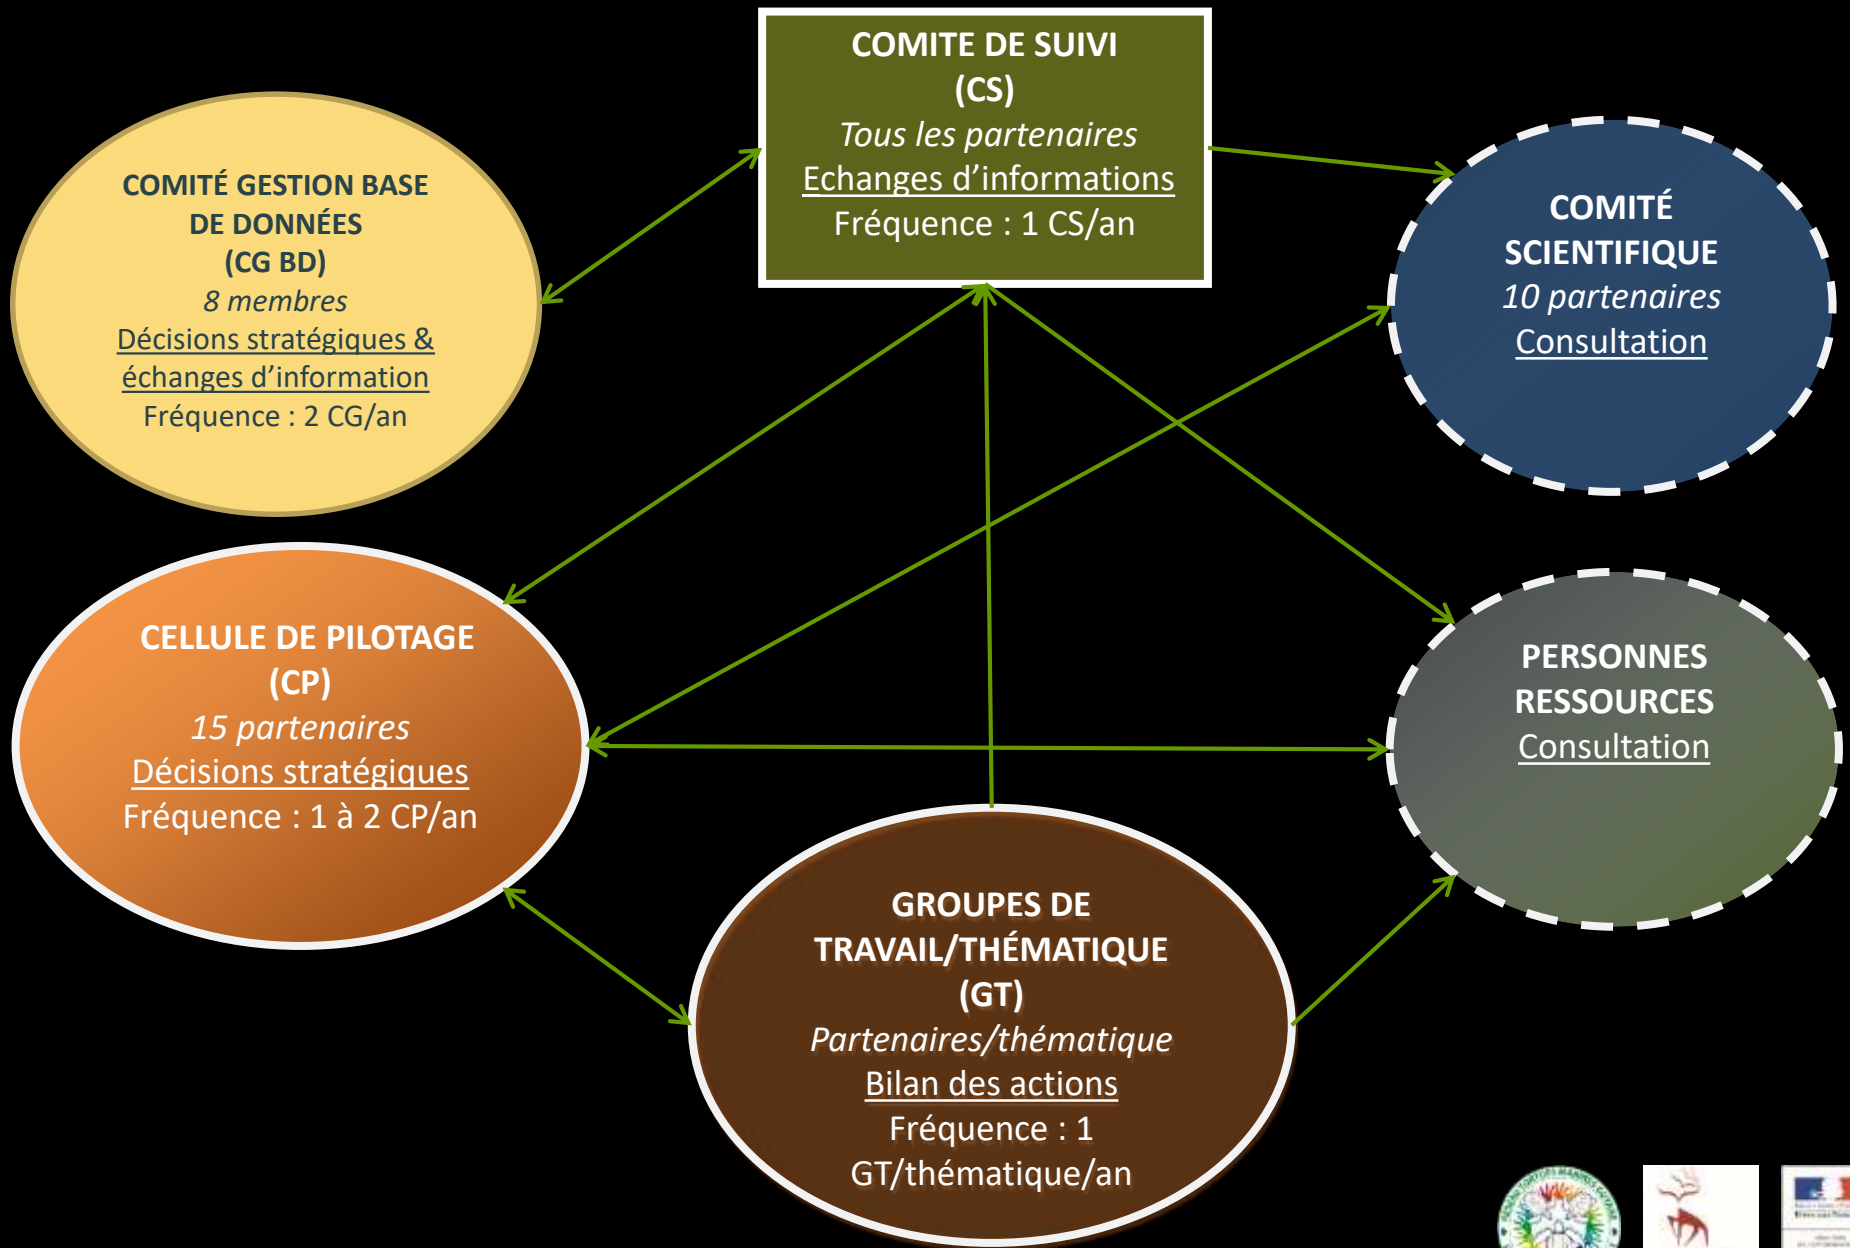 COMITE DE SUIVI
(CS)
Tous les partenaires
Echanges d’informations
Fréquence : 1 CS/an
COMITÉ GESTION BASE
DE DONNÉES
(CG BD)
8 membres
Décisions stratégiques &
échanges d’information
Fréquence : 2 CG/an
COMITÉ
SCIENTIFIQUE
10 partenaires
Consultation
CELLULE DE PILOTAGE
(CP)
15 partenaires
Décisions stratégiques
Fréquence : 1 à 2 CP/an
PERSONNES
RESSOURCES
Consultation
GROUPES DE
TRAVAIL/THÉMATIQUE
(GT)
Partenaires/thématique
Bilan des actions
Fréquence : 1
GT/thématique/an